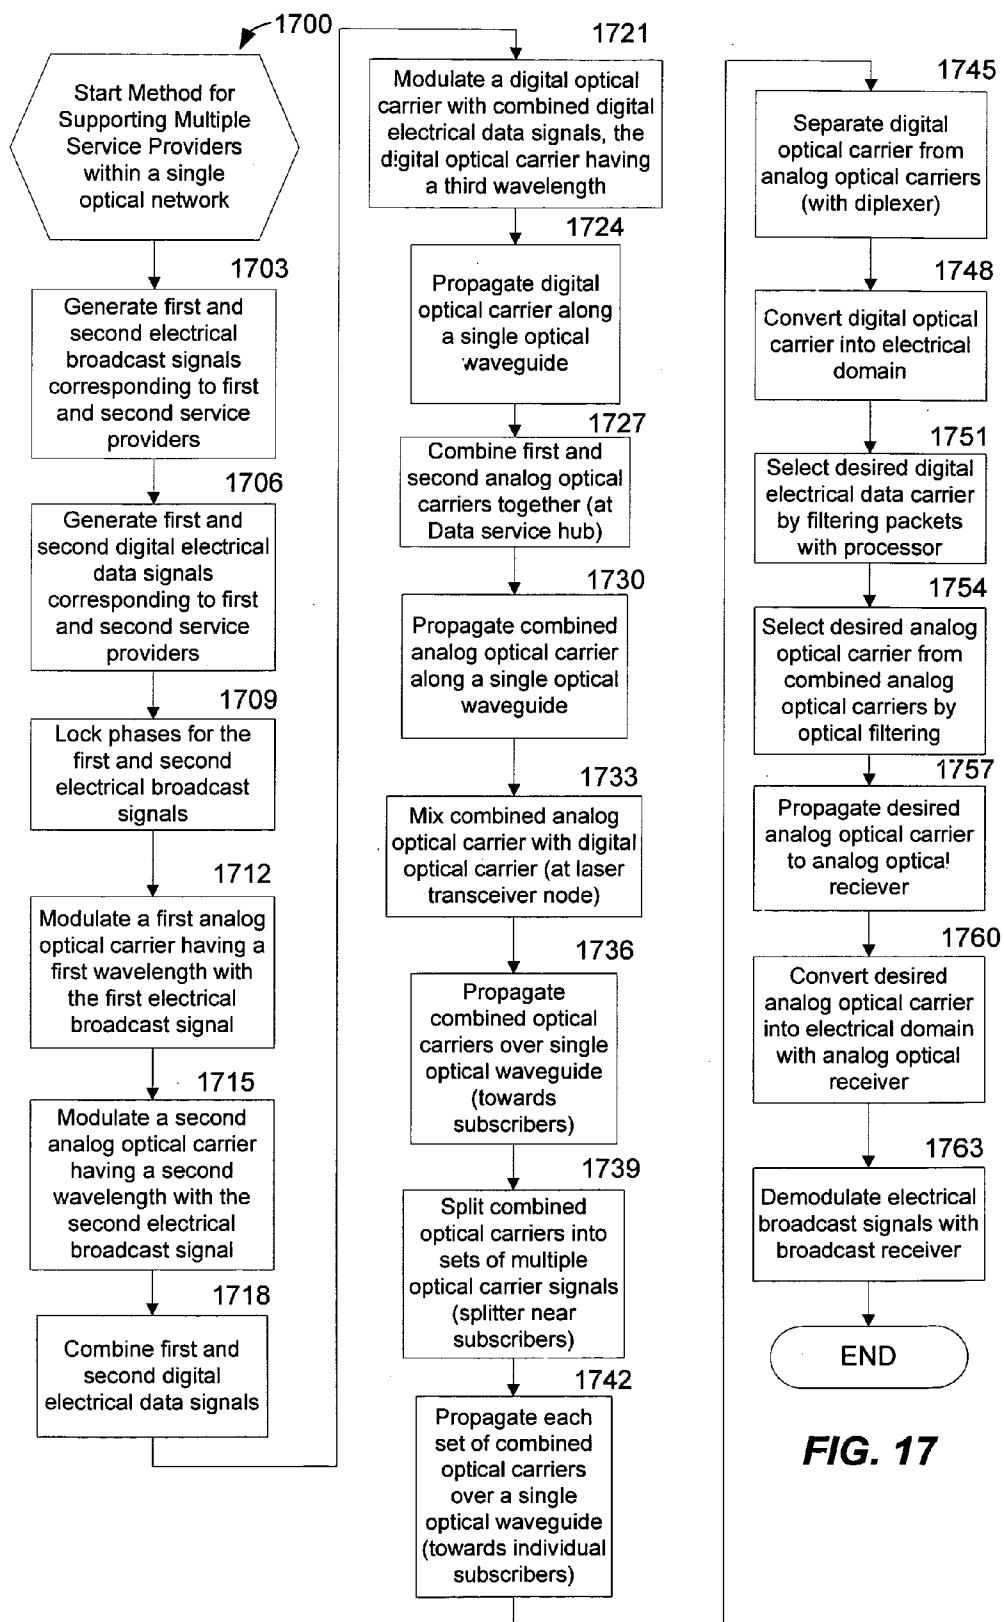 1700
Start Method for
Supporting Multiple
Service Providers
within a single
optical network
1703
Generate first and
second electrical
broadcast signals
corresponding to first
and second service
providers
1706
Generate first and
second digital electrical
data signals
corresponding to first
and second service
providers
1709
Lock phases for the
first and second
electrical broadcast
signals
1712
Modulate a first analog
optical carrier having a
first wavelength with
the first electrical
broadcast signal
1715
Modulate a second
analog optical carrier
having a second
wavelength with the
second electrical
broadcast signal
1718
Combine first and
second digital
electrical data signals
1721
Modulate a digital optical
carrier with combined digital
electrical data signals, the
digital optical carrier having
a third wavelength
1724
Propagate digital
optical carrier along
a single optical
waveguide
1727
Combine first and
second analog optical
carriers together (at
Data service hub)
1730
Propagate combined
analog optical carrier
along a single optical
waveguide
1733
Mix combined analog
optical carrier with digital
optical carrier (at laser
transceiver node)
1736
Propagate
combined optical
carriers over single
optical waveguide
(towards
subscribers)
1739
Split combined
optical carriers into
sets of multiple
optical carrier signals
(splitter near
subscribers)
1742
Propagate each
set of combined
optical carriers
over a single
optical waveguide
(towards individual
subscribers)
1745
Separate digital
optical carrier from
analog optical carriers
(with diplexer)
1748
Convert digital optical
carrier into electrical
domain
1751
Select desired digital
electrical data carrier
by filtering packets
with processor
1754
Select desired analog
optical carrier from
combined analog
optical carriers by
optical filtering
1757
Propagate desired
analog optical carrier
to analog optical
reciever
1760
Convert desired
analog optical carrier
into electrical domain
with analog optical
receiver
1763
Demodulate electrical
broadcast signals with
broadcast receiver
END
FIG. 17